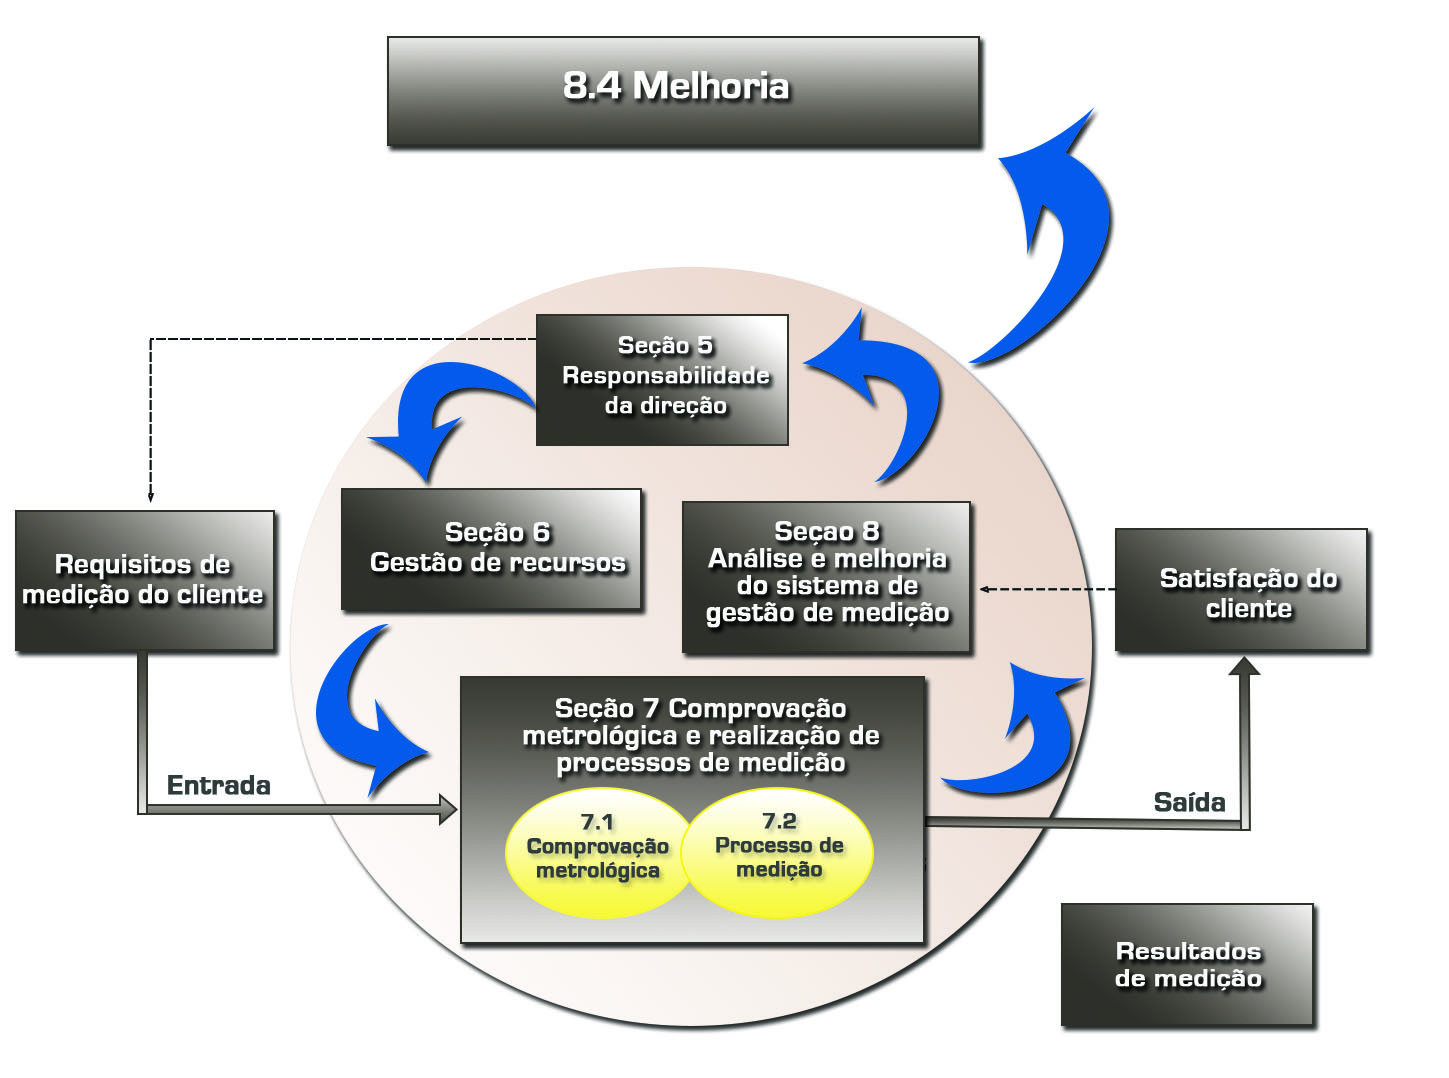 8.4 Melhoria
Seção 5
Responsabilidade
da direção
Seção 6
Gestão de recursos
Seçao 8
Análise e melhoria
do sistema de
gestão de medição
Requisitos de
medição do cliente
Satisfação do
cliente
Seção 7 Comprovação
metrológica e realização de
processos de medição
Entrada
Saída
7.1
Comprovação
metrológica
7.2
Processo de
medição
Resultados
de medição